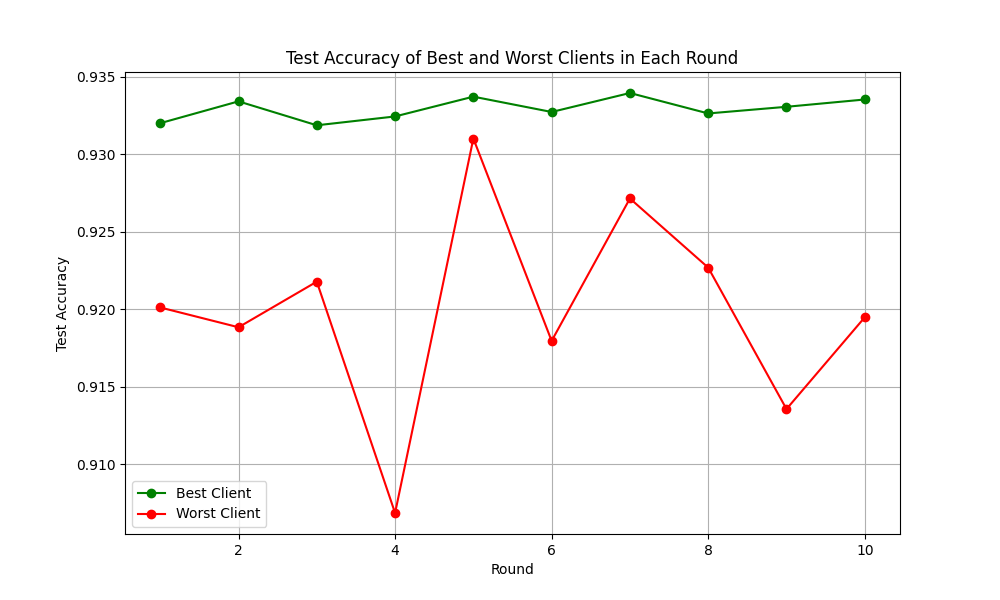 Test Accuracy of Best and Worst Clients in Each Round
Test Accuracy
0.935
0.930
0.925
0.920
0.915
0.910
Best Client
Worst Client
2
4
6
8
10
Round